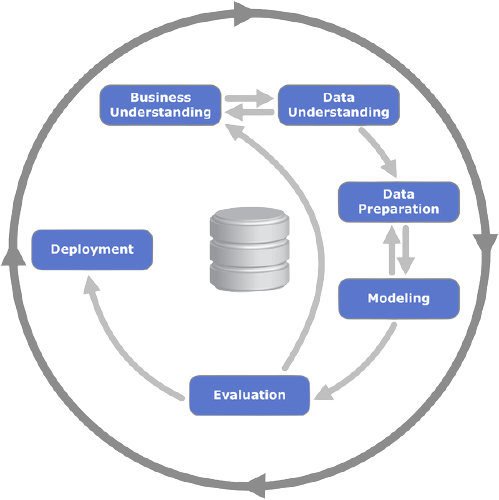 Business
Understanding
Data
Understanding
Data
Preparation
Deployment
Modeling
Evaluation